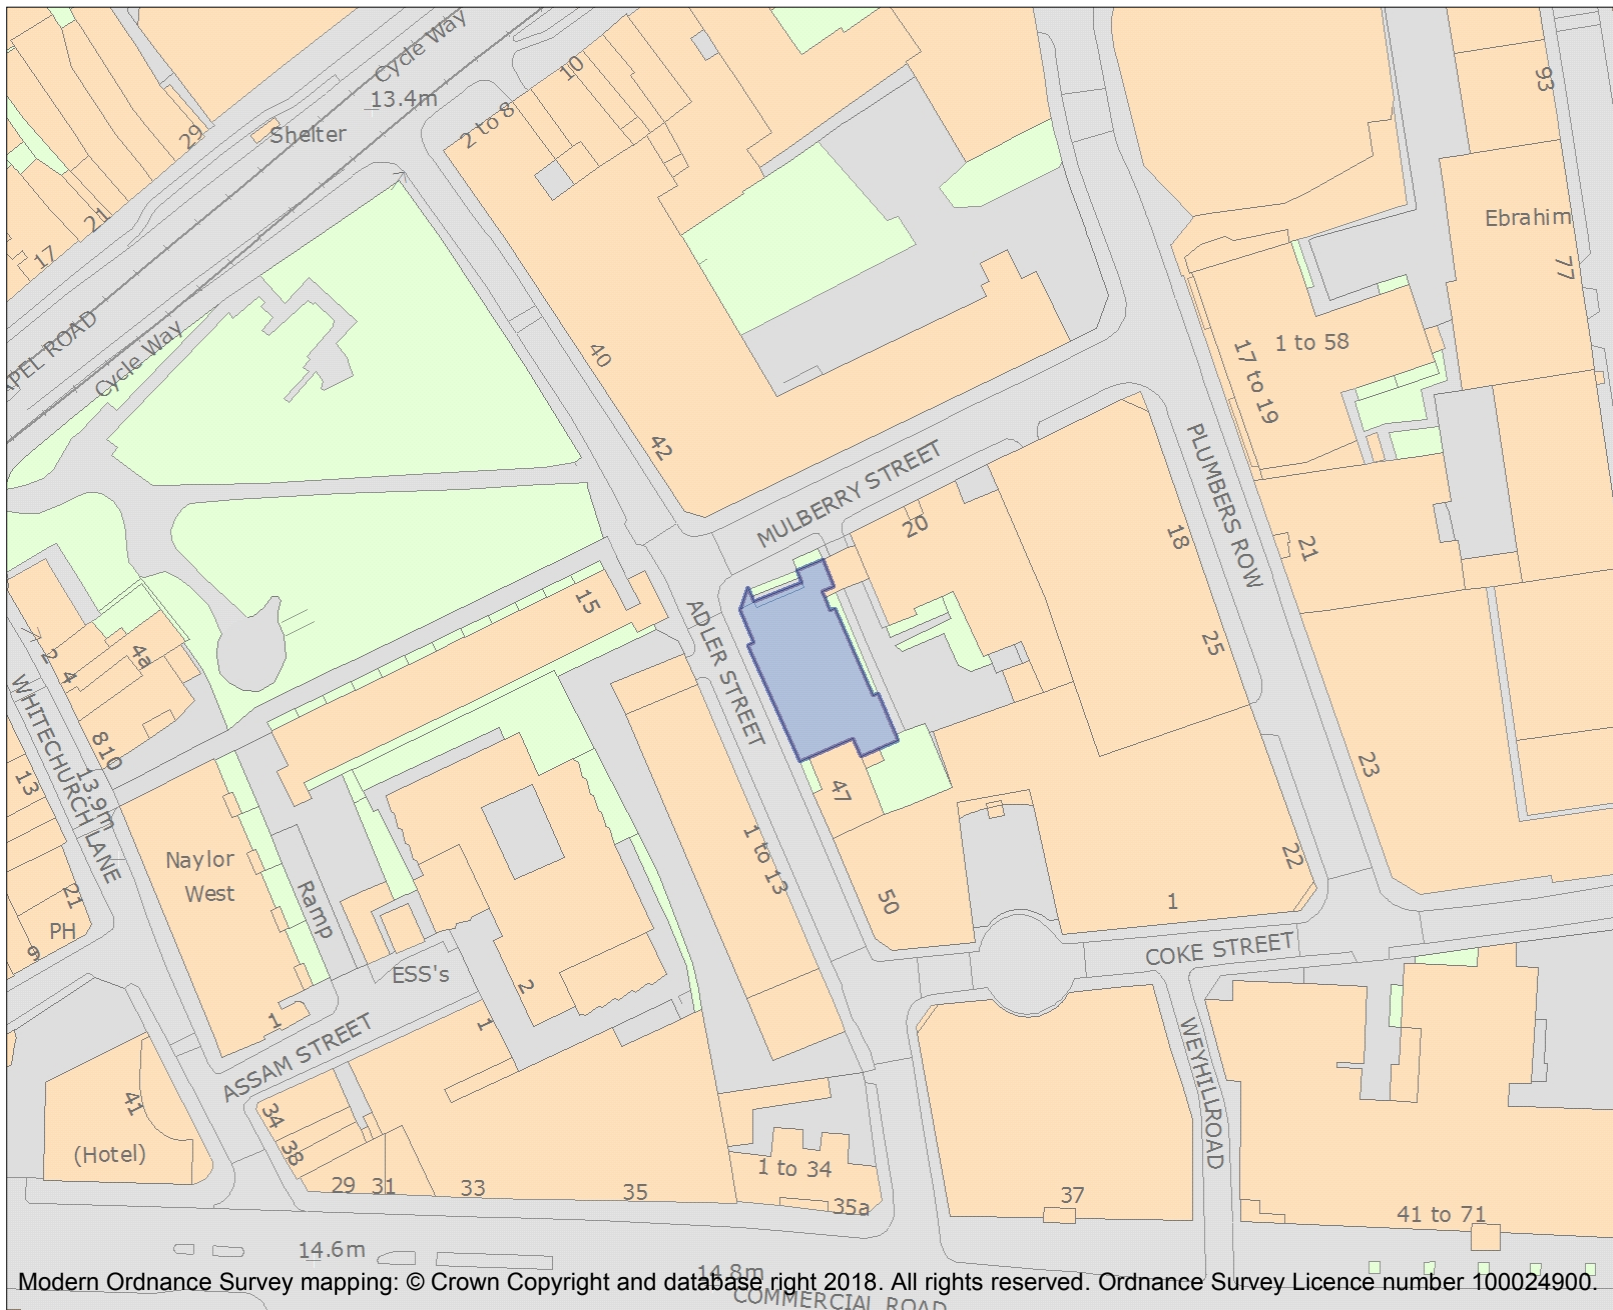 Cycle Way
13.4m
10
2 to 8
Shelter
29
93
21
17
Ebrahim
77
APEL ROAD
Cycle Way
40
1 to 58
17 to 19
42
MULBERRY STREET
PLUMBERS ROW
20
18
21
15
ADLER STREET
25
2
4
4a
WHITECHURCH LANE
810
13.9m
13
23
47
1 to 13
22
Naylor
West
Ramp
21
PH
9
50
1
COKE STREET
ESS's
2
1
1
ASSAM STREET
WEYHILLROAD
41
34
38
(Hotel)
29
31
33
35
1 to 34
35a
37
41 to 71
14.6m
14.8m
Modern Ordnance Survey mapping: © Crown Copyright and database right 2018. All rights reserved. Ordnance Survey Licence number 100024900.
COMMERCIAL ROAD